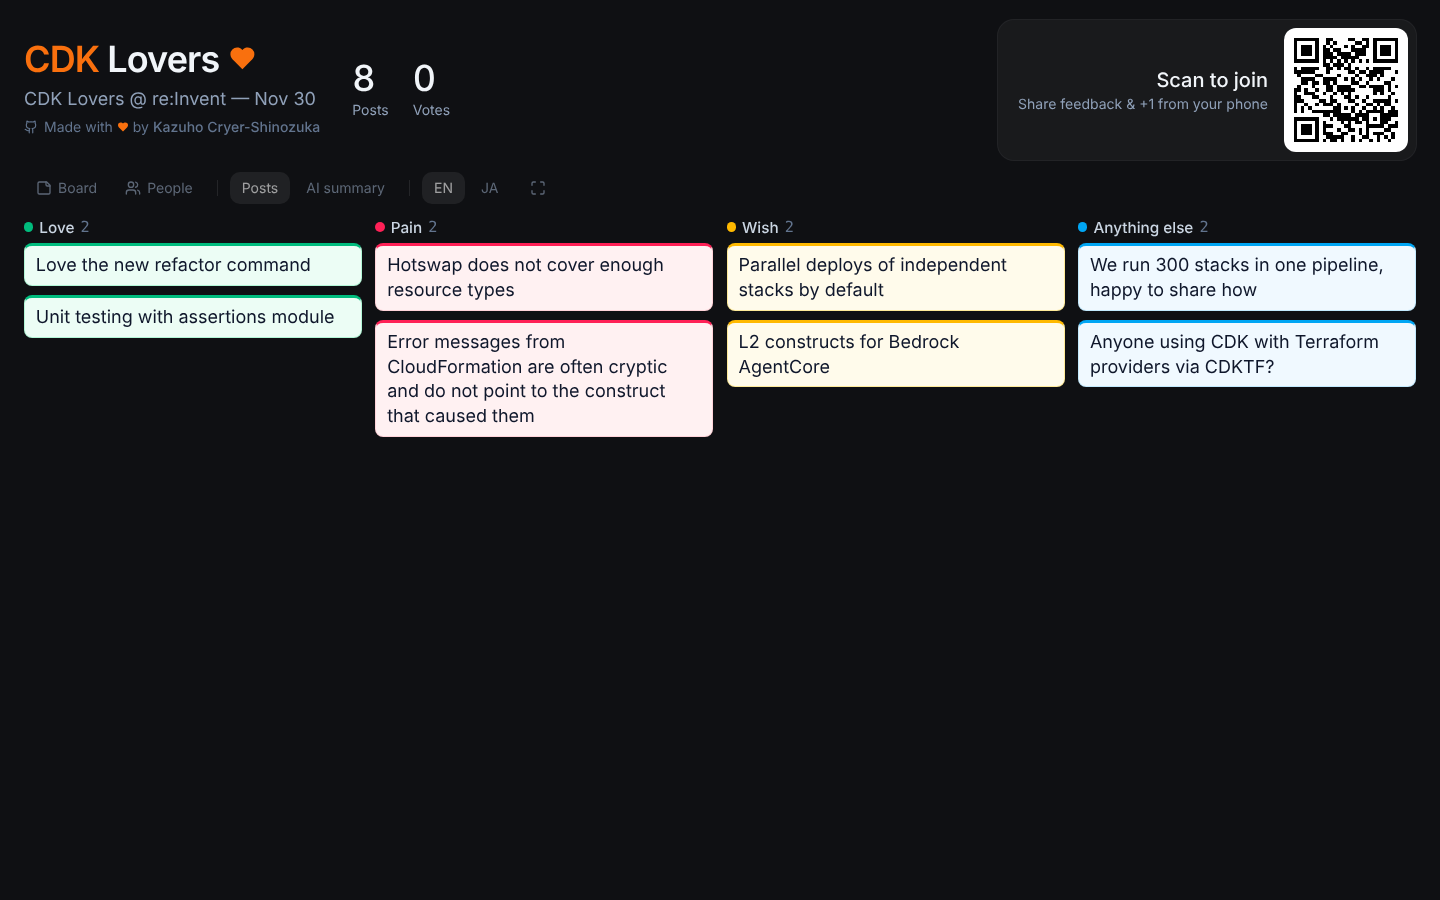 CDK Lovers
CDK Lovers @ re:Invent — Nov 30
Made with by Kazuho Cryer-Shinozuka
8
Posts
0
Votes
Scan to join
Share feedback & +1 from your phone
Board
People
Posts
AI summary
EN
JA
Love 2
Love the new refactor command
Unit testing with assertions module
Pain 2
Hotswap does not cover enough
resource types
Error messages from
CloudFormation are often cryptic
and do not point to the construct
that caused them
Wish 2
Parallel deploys of independent
stacks by default
L2 constructs for Bedrock
AgentCore
Anything else 2
We run 300 stacks in one pipeline,
happy to share how
Anyone using CDK with Terraform
providers via CDKTF?